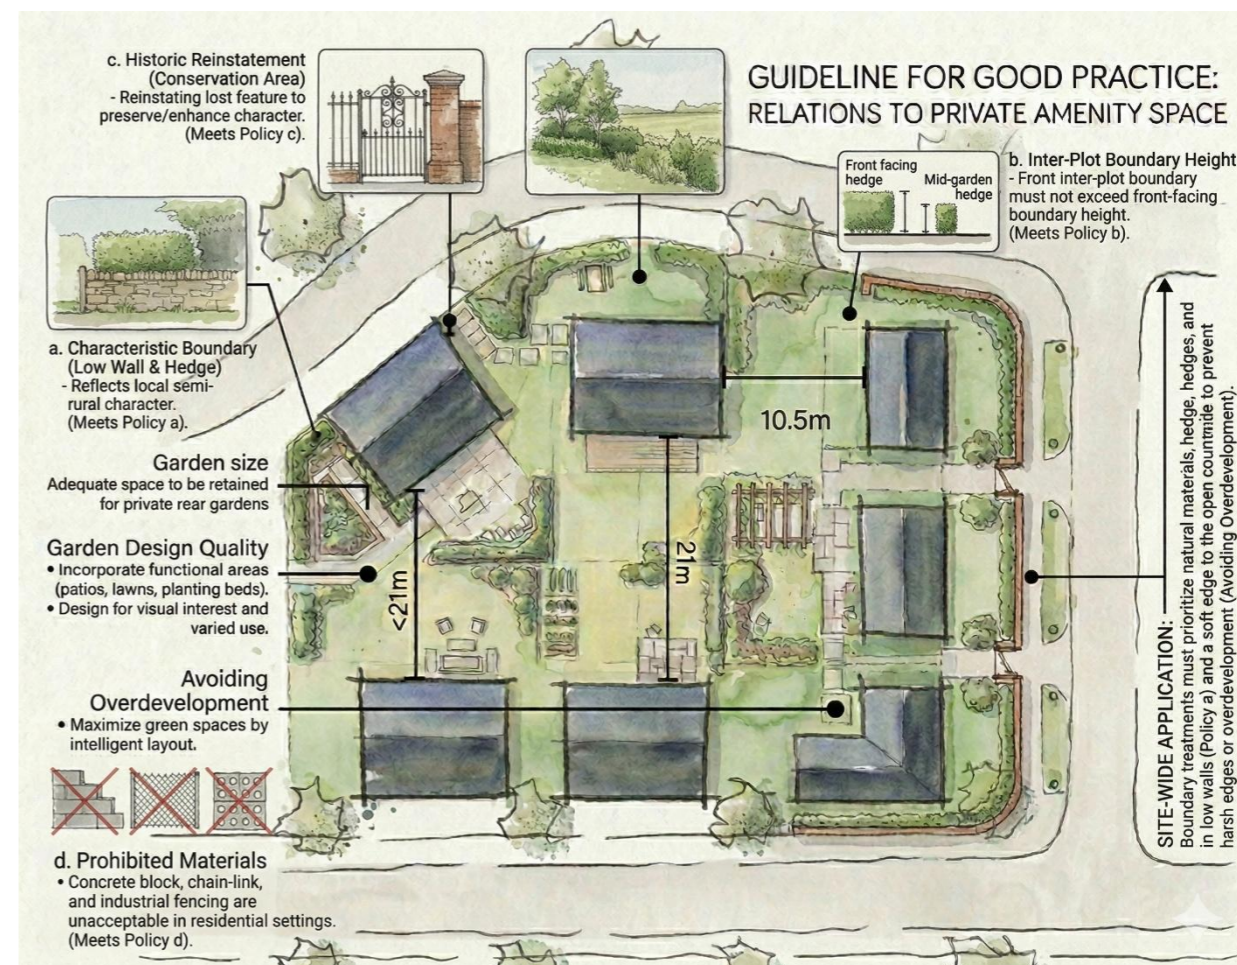 GUIDELINE FOR GOOD PRACTICE:
RELATIONS TO PRIVATE AMENITY SPACE
c. Historic Reinstatement
(Conservation Area)
- Reinstating lost feature to
preserve/enhance character.
(Meets Policy c).
Front facing
hedge
Mid-garden
hedge
b. Inter-Plot Boundary Height
- Front inter-plot boundary
must not exceed front-facing
boundary height.
(Meets Policy b).
a. Characteristic Boundary
(Low Wall & Hedge)
- Reflects local semi-
rural character.
(Meets Policy a).
10.5m
Garden size
Adequate space to be retained
for private rear gardens
Garden Design Quality
• Incorporate functional areas
(patios, lawns, planting beds).
• Design for visual interest and
varied use.
<21m
21m
Avoiding
Overdevelopment
• Maximize green spaces by
intelligent layout.
d. Prohibited Materials
• Concrete block, chain-link,
and industrial fencing are
unacceptable in residential settings.
(Meets Policy d).
SITE-WIDE APPLICATION:
Boundary treatments must prioritize natural materials, hedge, hedges, and
in low walls (Policy a) and a soft edge to the open countmide to prevent
harsh edges or overdevelopment (Avoiding Overdevelopment).